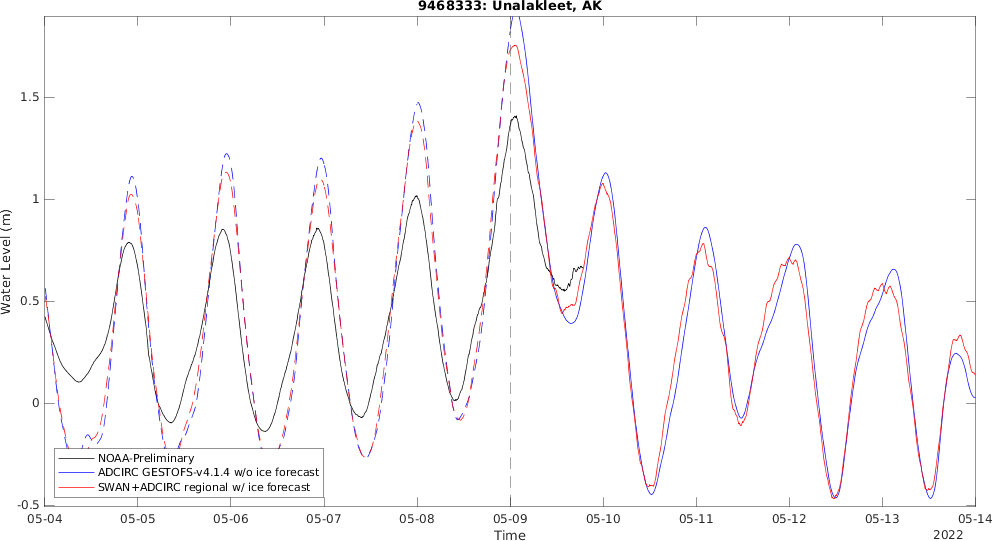 9468333: Unalakleet, AK
Water Level (m)
1.5
1
0.5
0
-0.5
NOAA-Preliminary
ADCIRC GESTOFS-v4.1.4 w/o ice forecast
SWAN+ADCIRC regional w/ ice forecast
05-04 05-05 05-06 05-07 05-08 05-09 05-10 05-11 05-12 05-13 05-14
Time
2022